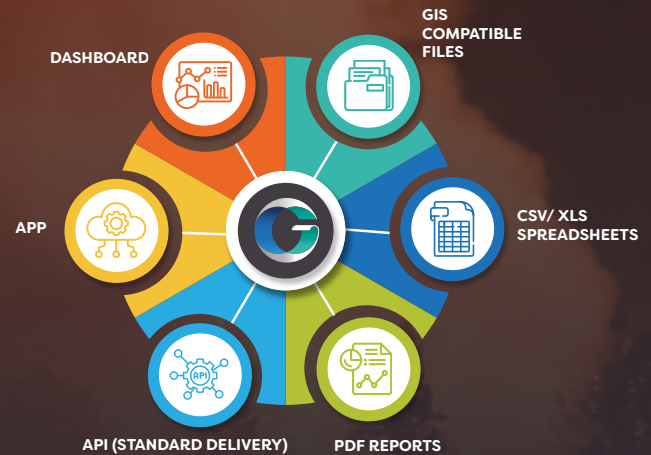 GIS
COMPATIBLE
FILES
DASHBOARD
APP
CSV/ XLS
SPREADSHEETS
API
API (STANDARD DELIVERY)
PDF REPORTS